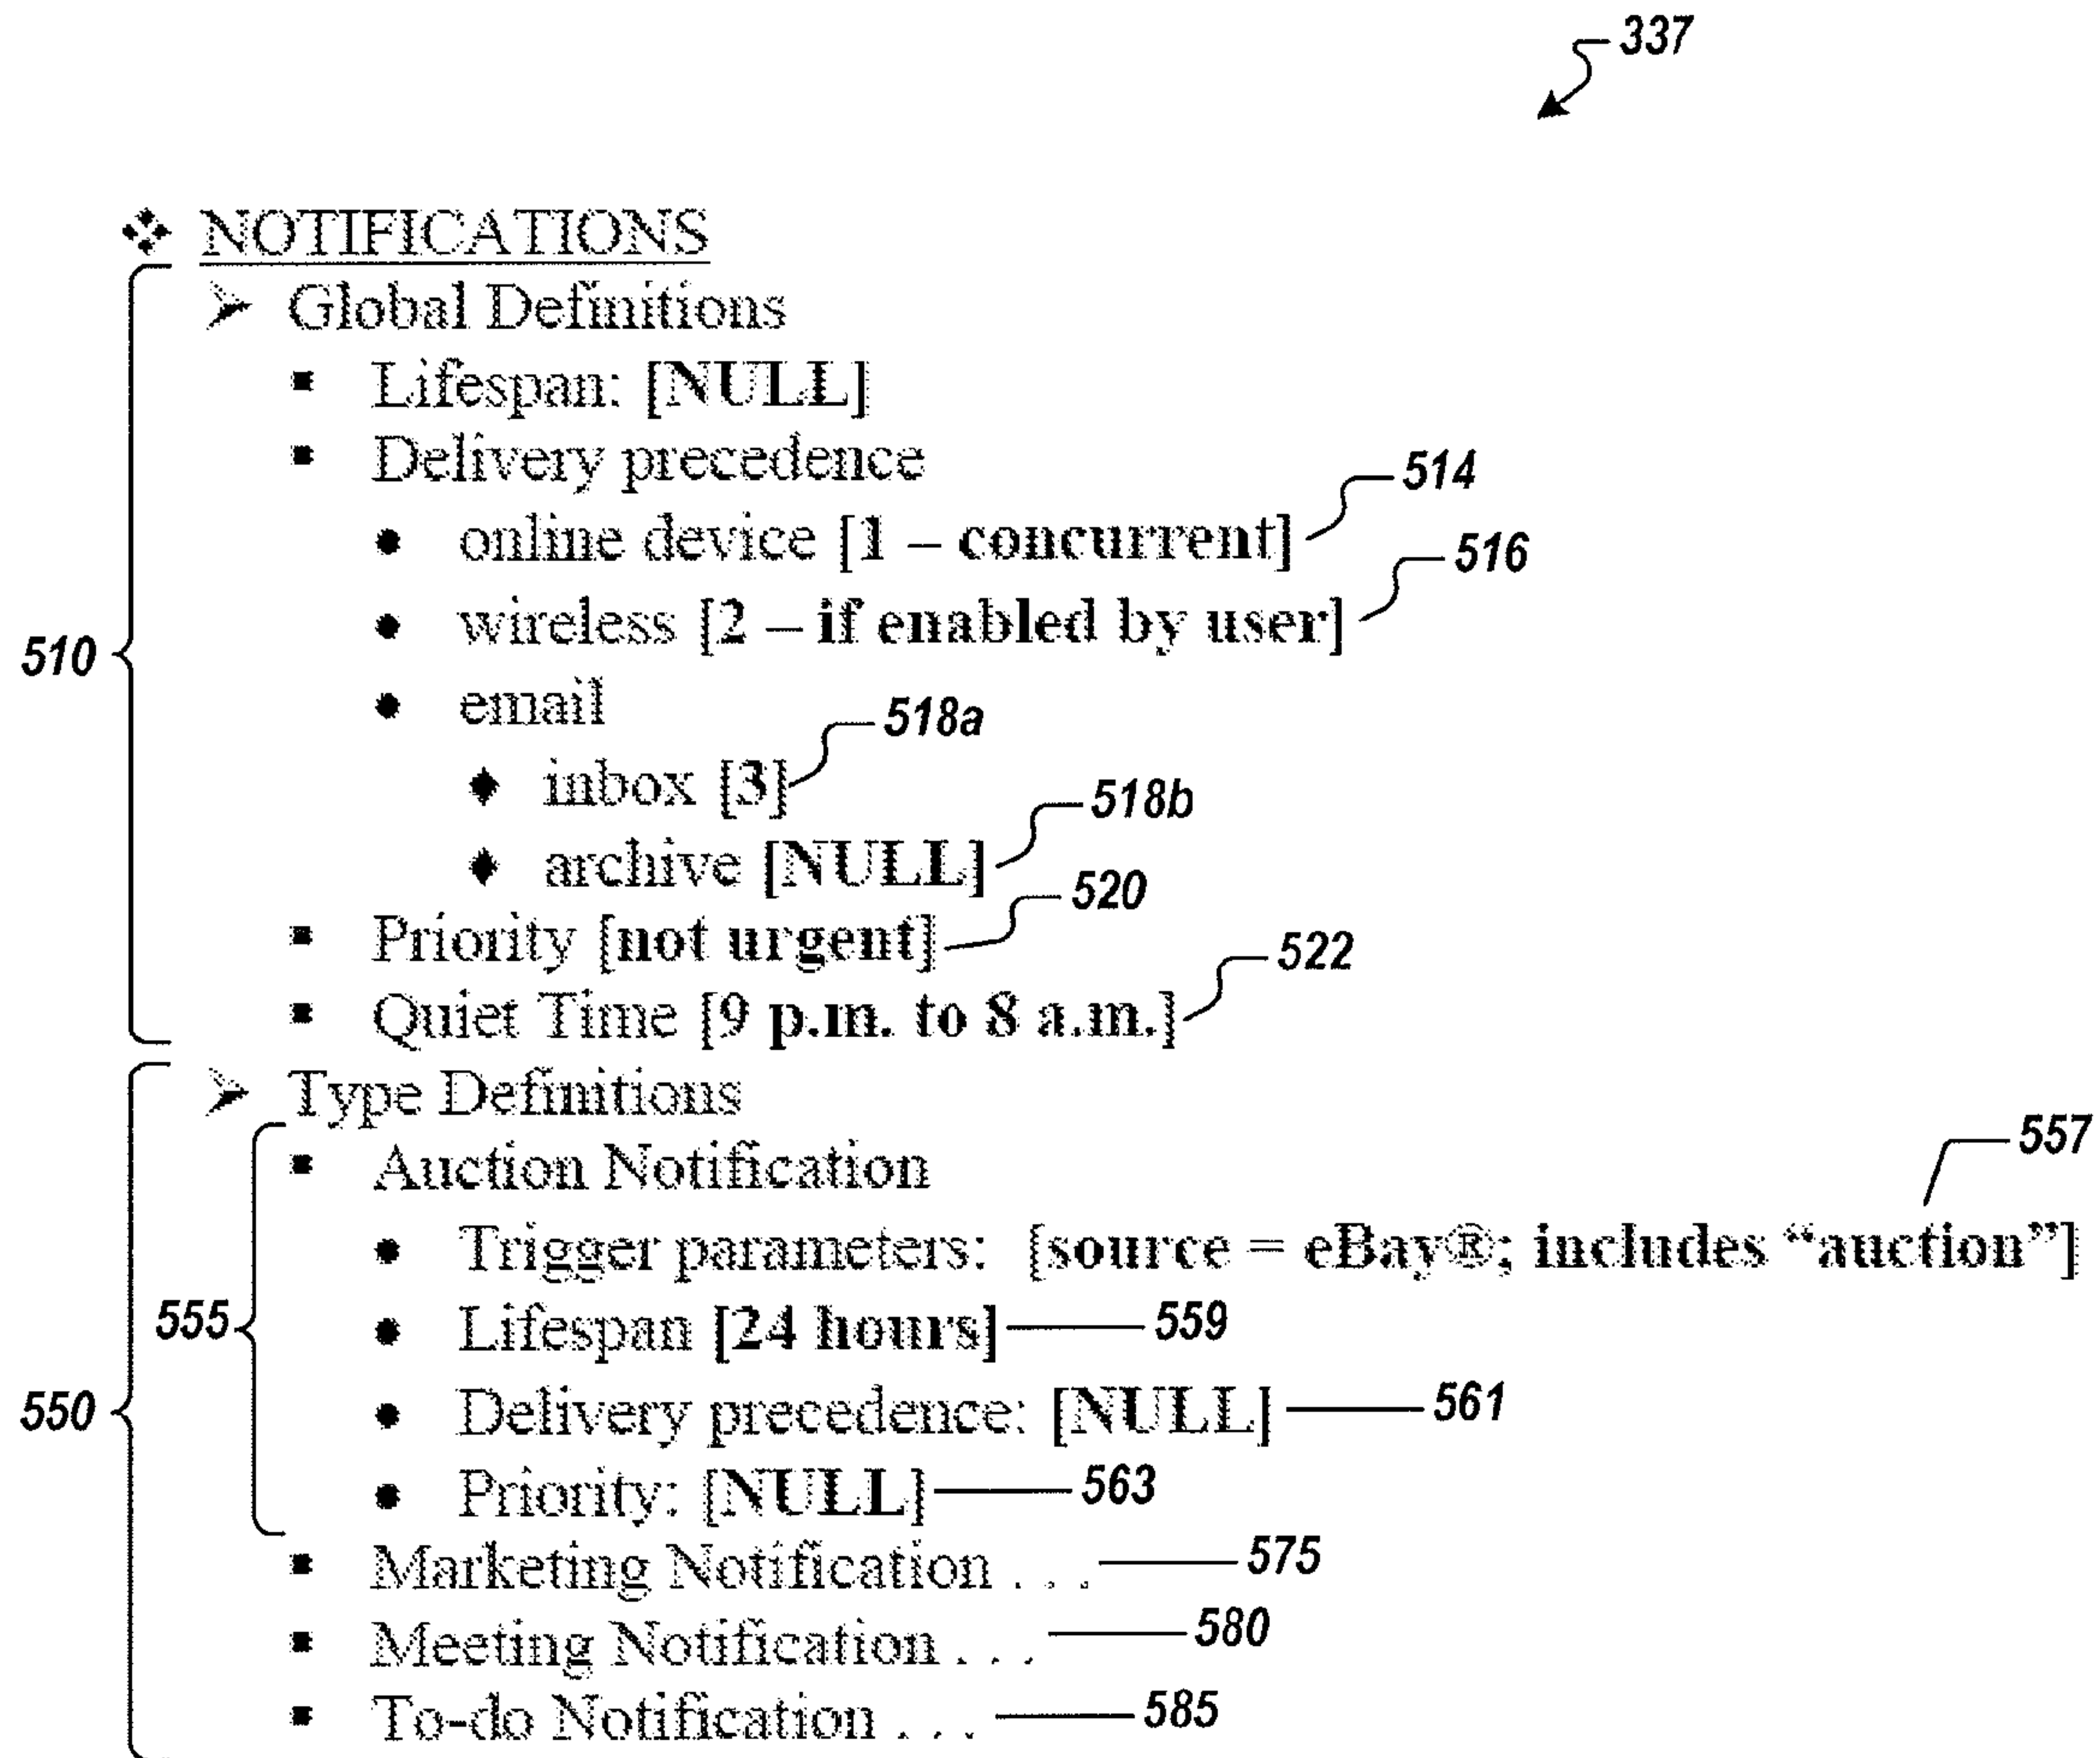 337
❖ NOTIFICATIONS
➢ Global Definitions
▪ Lifespan: [NULL]
▪ Delivery precedence
514
• online device [1 – concurrent]
516
• wireless [2 – if enabled by user]
510
• email
518a
♦ inbox [3]
518b
♦ archive [NULL]
520
▪ Priority [not urgent]
522
▪ Quiet Time [9 p.m. to 8 a.m.]
➢ Type Definitions
557
▪ Auction Notification
• Trigger parameters: [source = eBay®; includes “auction”]
555
• Lifespan [24 hours] 559
550
• Delivery precedence: [NULL] 561
• Priority: [NULL] 563
▪ Marketing Notification . . . 575
▪ Meeting Notification . . . 580
▪ To-do Notification . . . 585